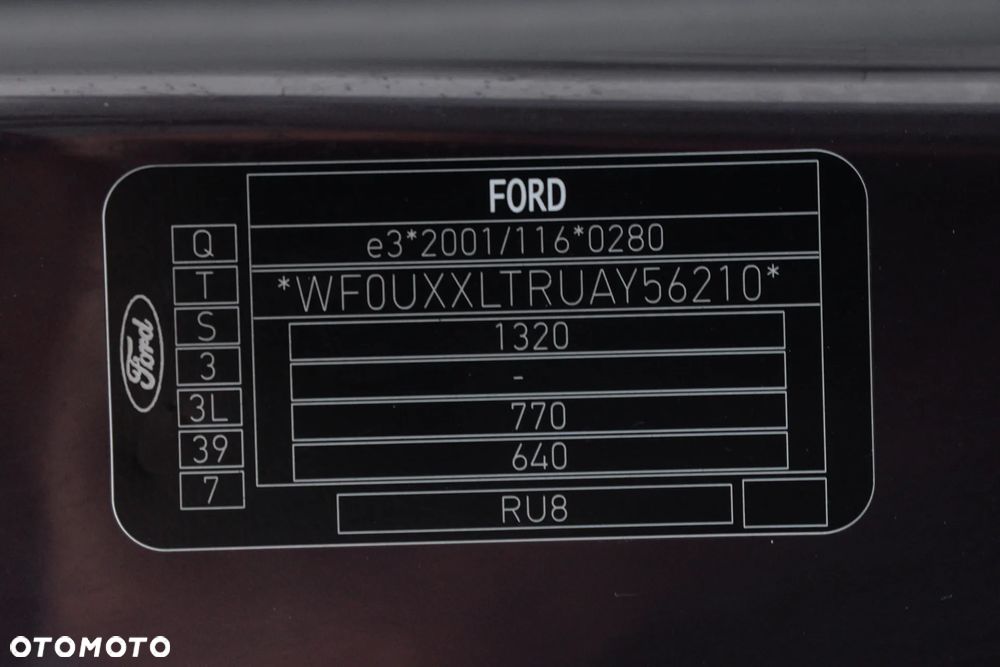 FORD
Q
e3*2001/116*0280
T
*WF0UXXLTRUAY56210*
S
1320
3
-
3L
770
39
640
7
RU8
Ford
OTOMOTO